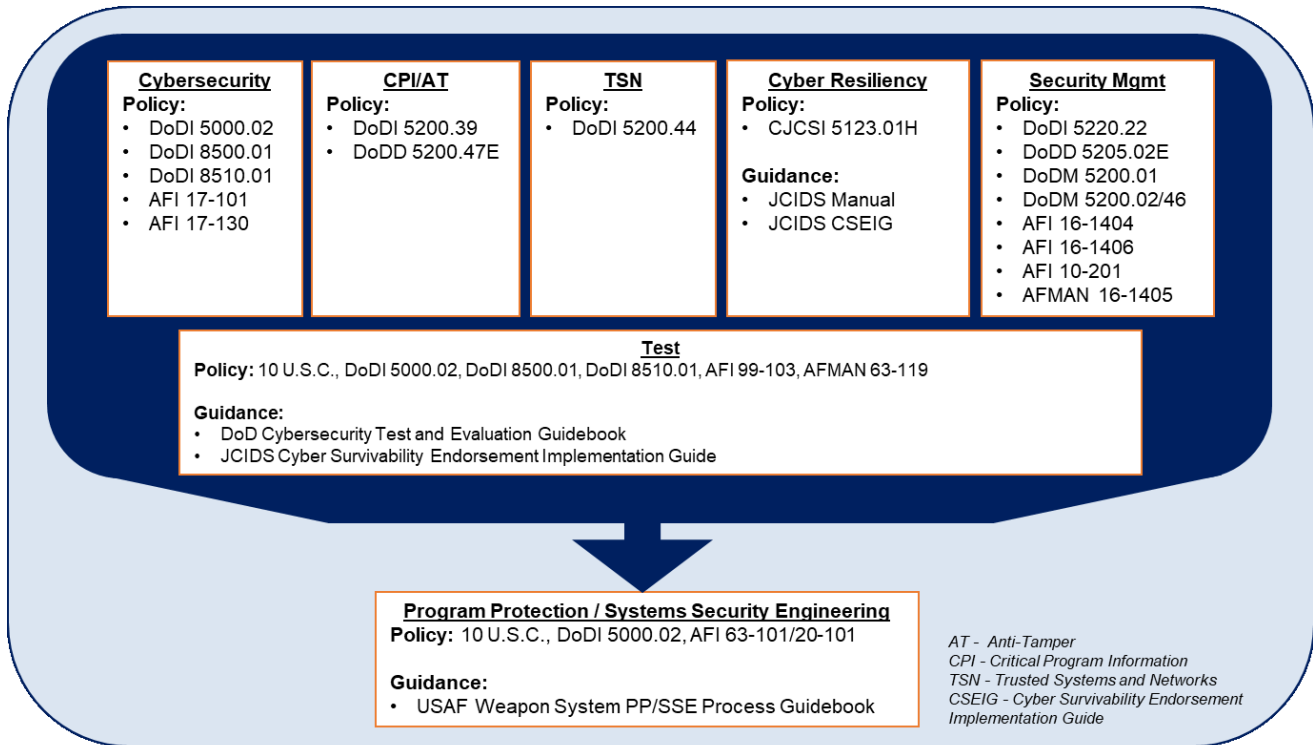 Cybersecurity
Policy:
• DoDI 5000.02
• DoDI 8500.01
• DoDI 8510.01
• AFI 17-101
• AFI 17-130
CPI/AT
Policy:
• DoDI 5200.39
• DoDD 5200.47E
TSN
Policy:
• DoDI 5200.44
Cyber Resiliency
Policy:
• CJCSI 5123.01H
Guidance:
• JCIDS Manual
• JCIDS CSEIG
Security Mgmt
Policy:
• DoDI 5220.22
• DoDD 5205.02E
• DoDM 5200.01
• DoDM 5200.02/46
• AFI 16-1404
• AFI 16-1406
• AFI 10-201
• AFMAN 16-1405
Test
Policy: 10 U.S.C., DoDI 5000.02, DoDI 8500.01, DoDI 8510.01, AFI 99-103, AFMAN 63-119
Guidance:
• DoD Cybersecurity Test and Evaluation Guidebook
• JCIDS Cyber Survivability Endorsement Implementation Guide
Program Protection / Systems Security Engineering
Policy: 10 U.S.C., DoDI 5000.02, AFI 63-101/20-101
Guidance:
• USAF Weapon System PP/SSE Process Guidebook
AT - Anti-Tamper
CPI - Critical Program Information
TSN - Trusted Systems and Networks
CSEIG - Cyber Survivability Endorsement
Implementation Guide